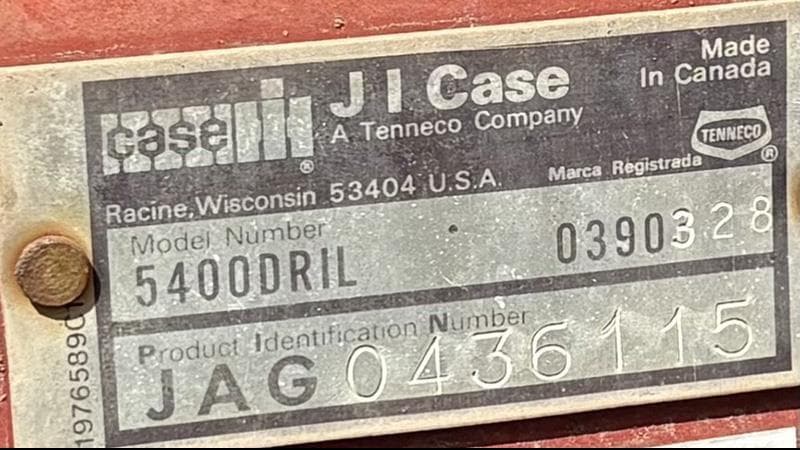 case IH ®
J I Case
A Tenneco Company
Made
In Canada
TENNECO ®
Racine, Wisconsin 53404 U.S.A.
Marca Registrada
Model Number
5400DRIL 0390328
Product Identification Number
JAG0436115
1976589C